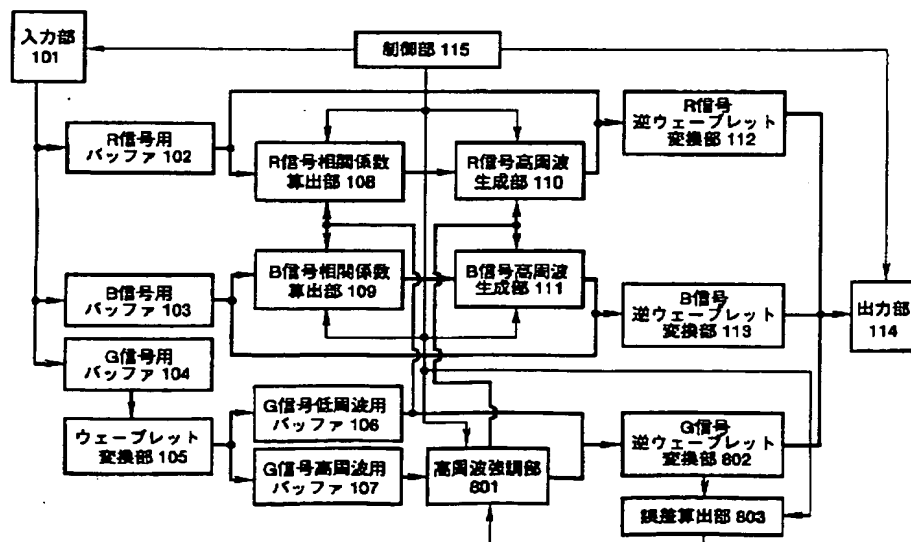 入力部
101
制御部 115
R信号用
バッファ 102
R信号相関係数
算出部 108
R信号高周波
生成部 110
R信号
逆ウェーブレット
変換部 112
B信号用
バッファ 103
B信号相関係数
算出部 109
B信号高周波
生成部 111
B信号
逆ウェーブレット
変換部 113
出力部
114
G信号用
バッファ 104
ウェーブレット
変換部 105
G信号低周波用
バッファ 106
G信号高周波用
バッファ 107
高周波強調部
801
G信号
逆ウェーブレット
変換部 802
誤差算出部 803